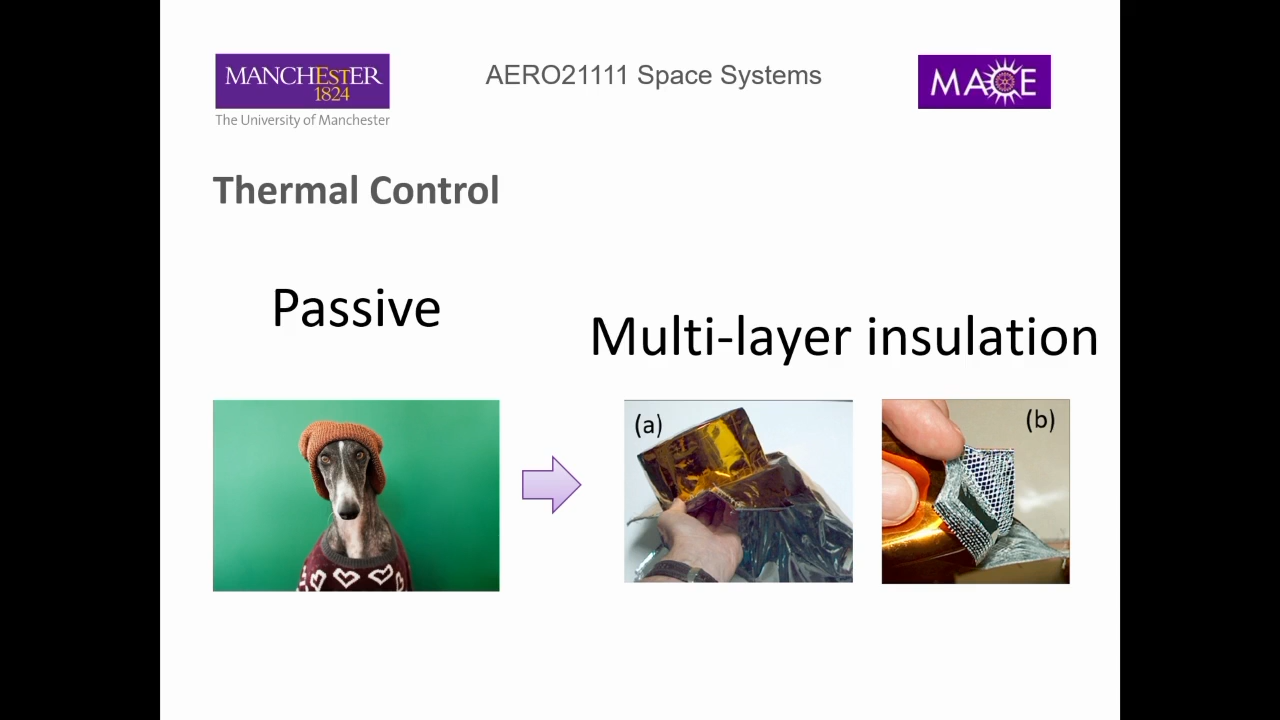 MANCHESTER
1824
The University of Manchester
AERO21111 Space Systems
MACE
Thermal Control
Passive
Multi-layer insulation
(a)
(b)